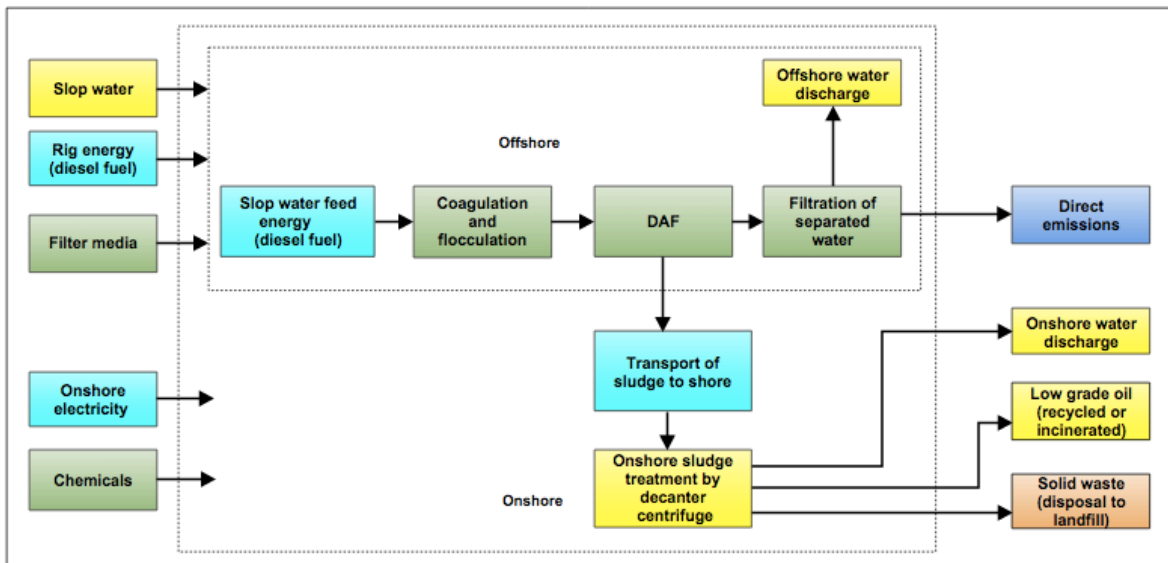 Slop water
Rig energy
(diesel fuel)
Filter media
Onshore
electricity
Chemicals
Offshore
Offshore water
discharge
Slop water feed
energy
(diesel fuel)
Coagulation
and
flocculation
DAF
Filtration of
separated
water
Direct
emissions
Transport of
sludge to shore
Onshore sludge
treatment by
decanter
centrifuge
Onshore
Onshore water
discharge
Low grade oil
(recycled or
incinerated)
Solid waste
(disposal to
landfill)